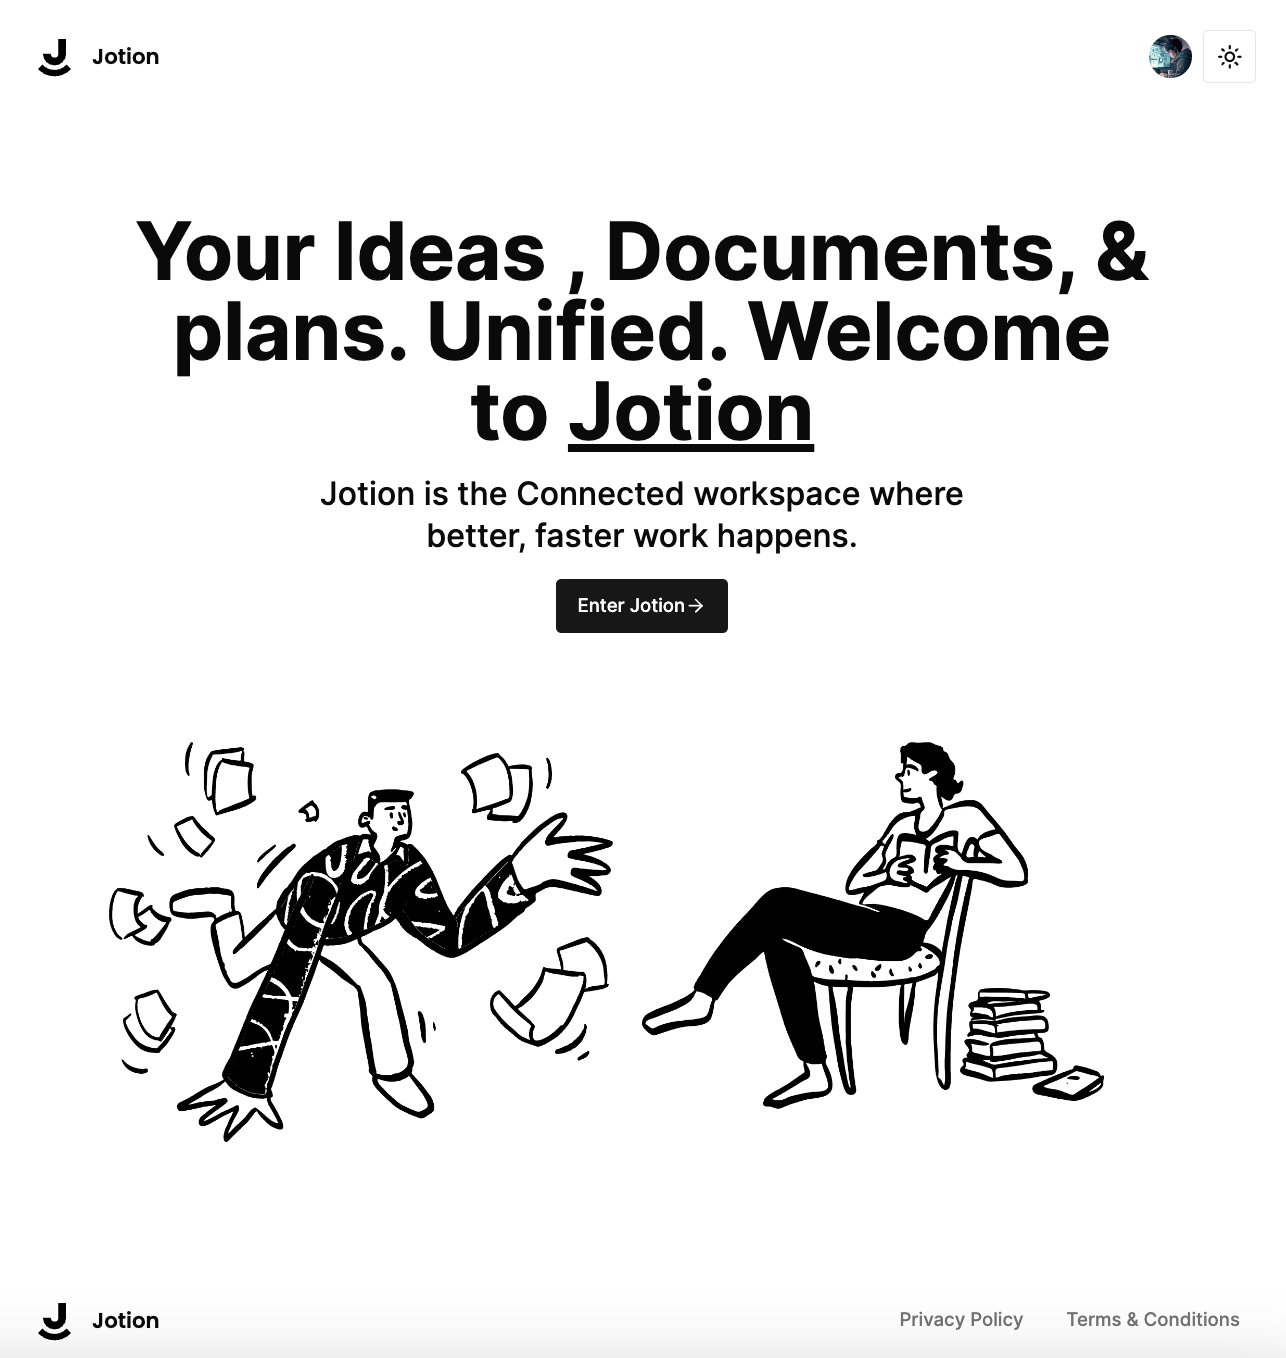 Jotion
Your Ideas , Documents, &
plans. Unified. Welcome
to Jotion
Jotion is the Connected workspace where
better, faster work happens.
Enter Jotion→
Jotion
Privacy Policy
Terms & Conditions